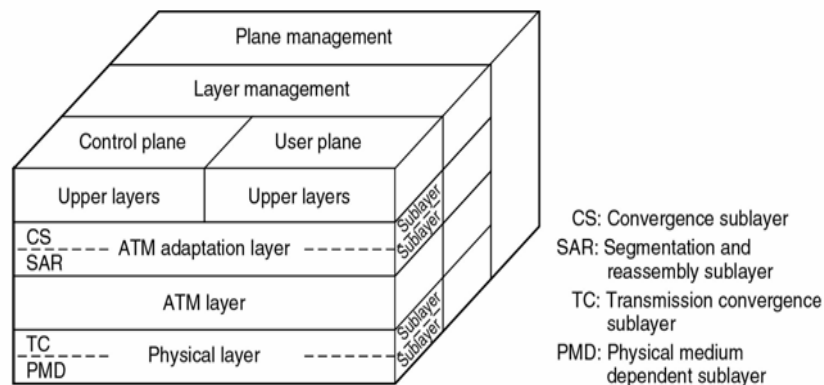 Plane management
Layer management
Control plane
User plane
Upper layers
Upper layers
Sublayer
Sublayer
CS
ATM adaptation layer
SAR
ATM layer
Sublayer
Sublayer
TC
Physical layer
PMD
CS: Convergence sublayer
SAR: Segmentation and
reassembly sublayer
TC: Transmission convergence
sublayer
PMD: Physical medium
dependent sublayer